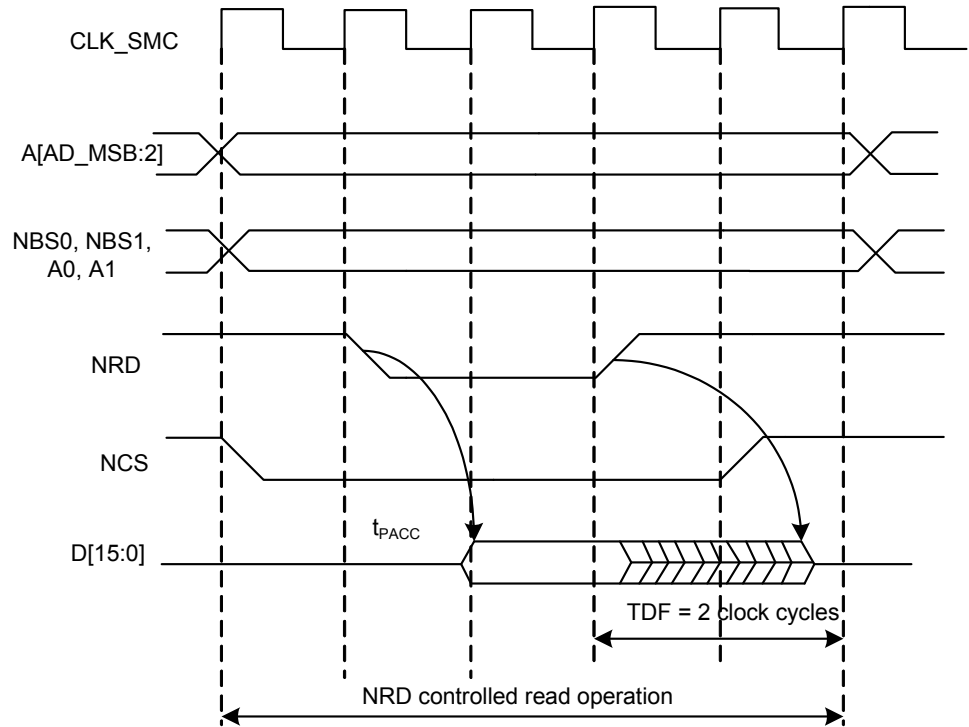 CLK_SMC
A[AD_MSB:2]
NBS0, NBS1,
A0, A1
NRD
NCS
tPACC
D[15:0]
TDF = 2 clock cycles
NRD controlled read operation